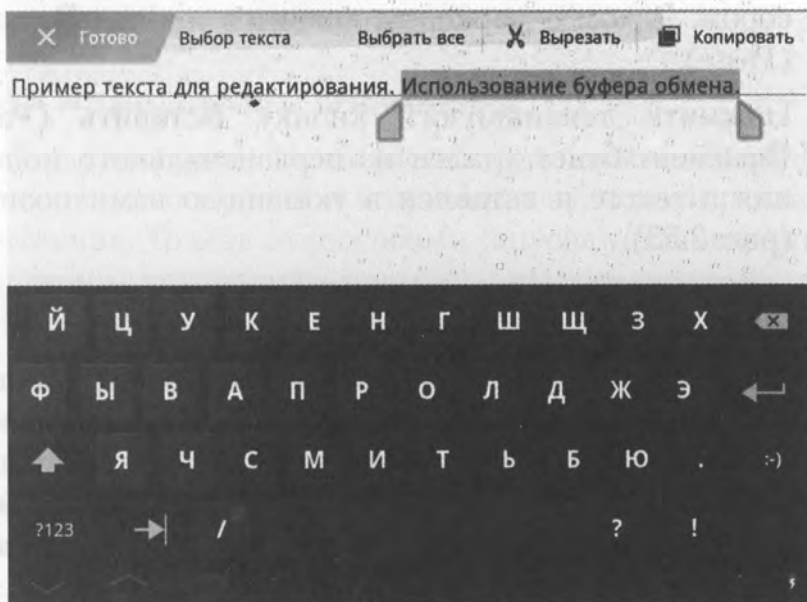 Готово Выбор текста Выбрать все Вырезать Копировать
Пример текста для редактирования. Использование буфера обмена.
Й Ц У К Е Н Г Ш Щ З Х
Ф Ы В А П Р О Л Д Ж Э
Я Ч С М И Т Ь Б Ю . :-)
?123 / ? !